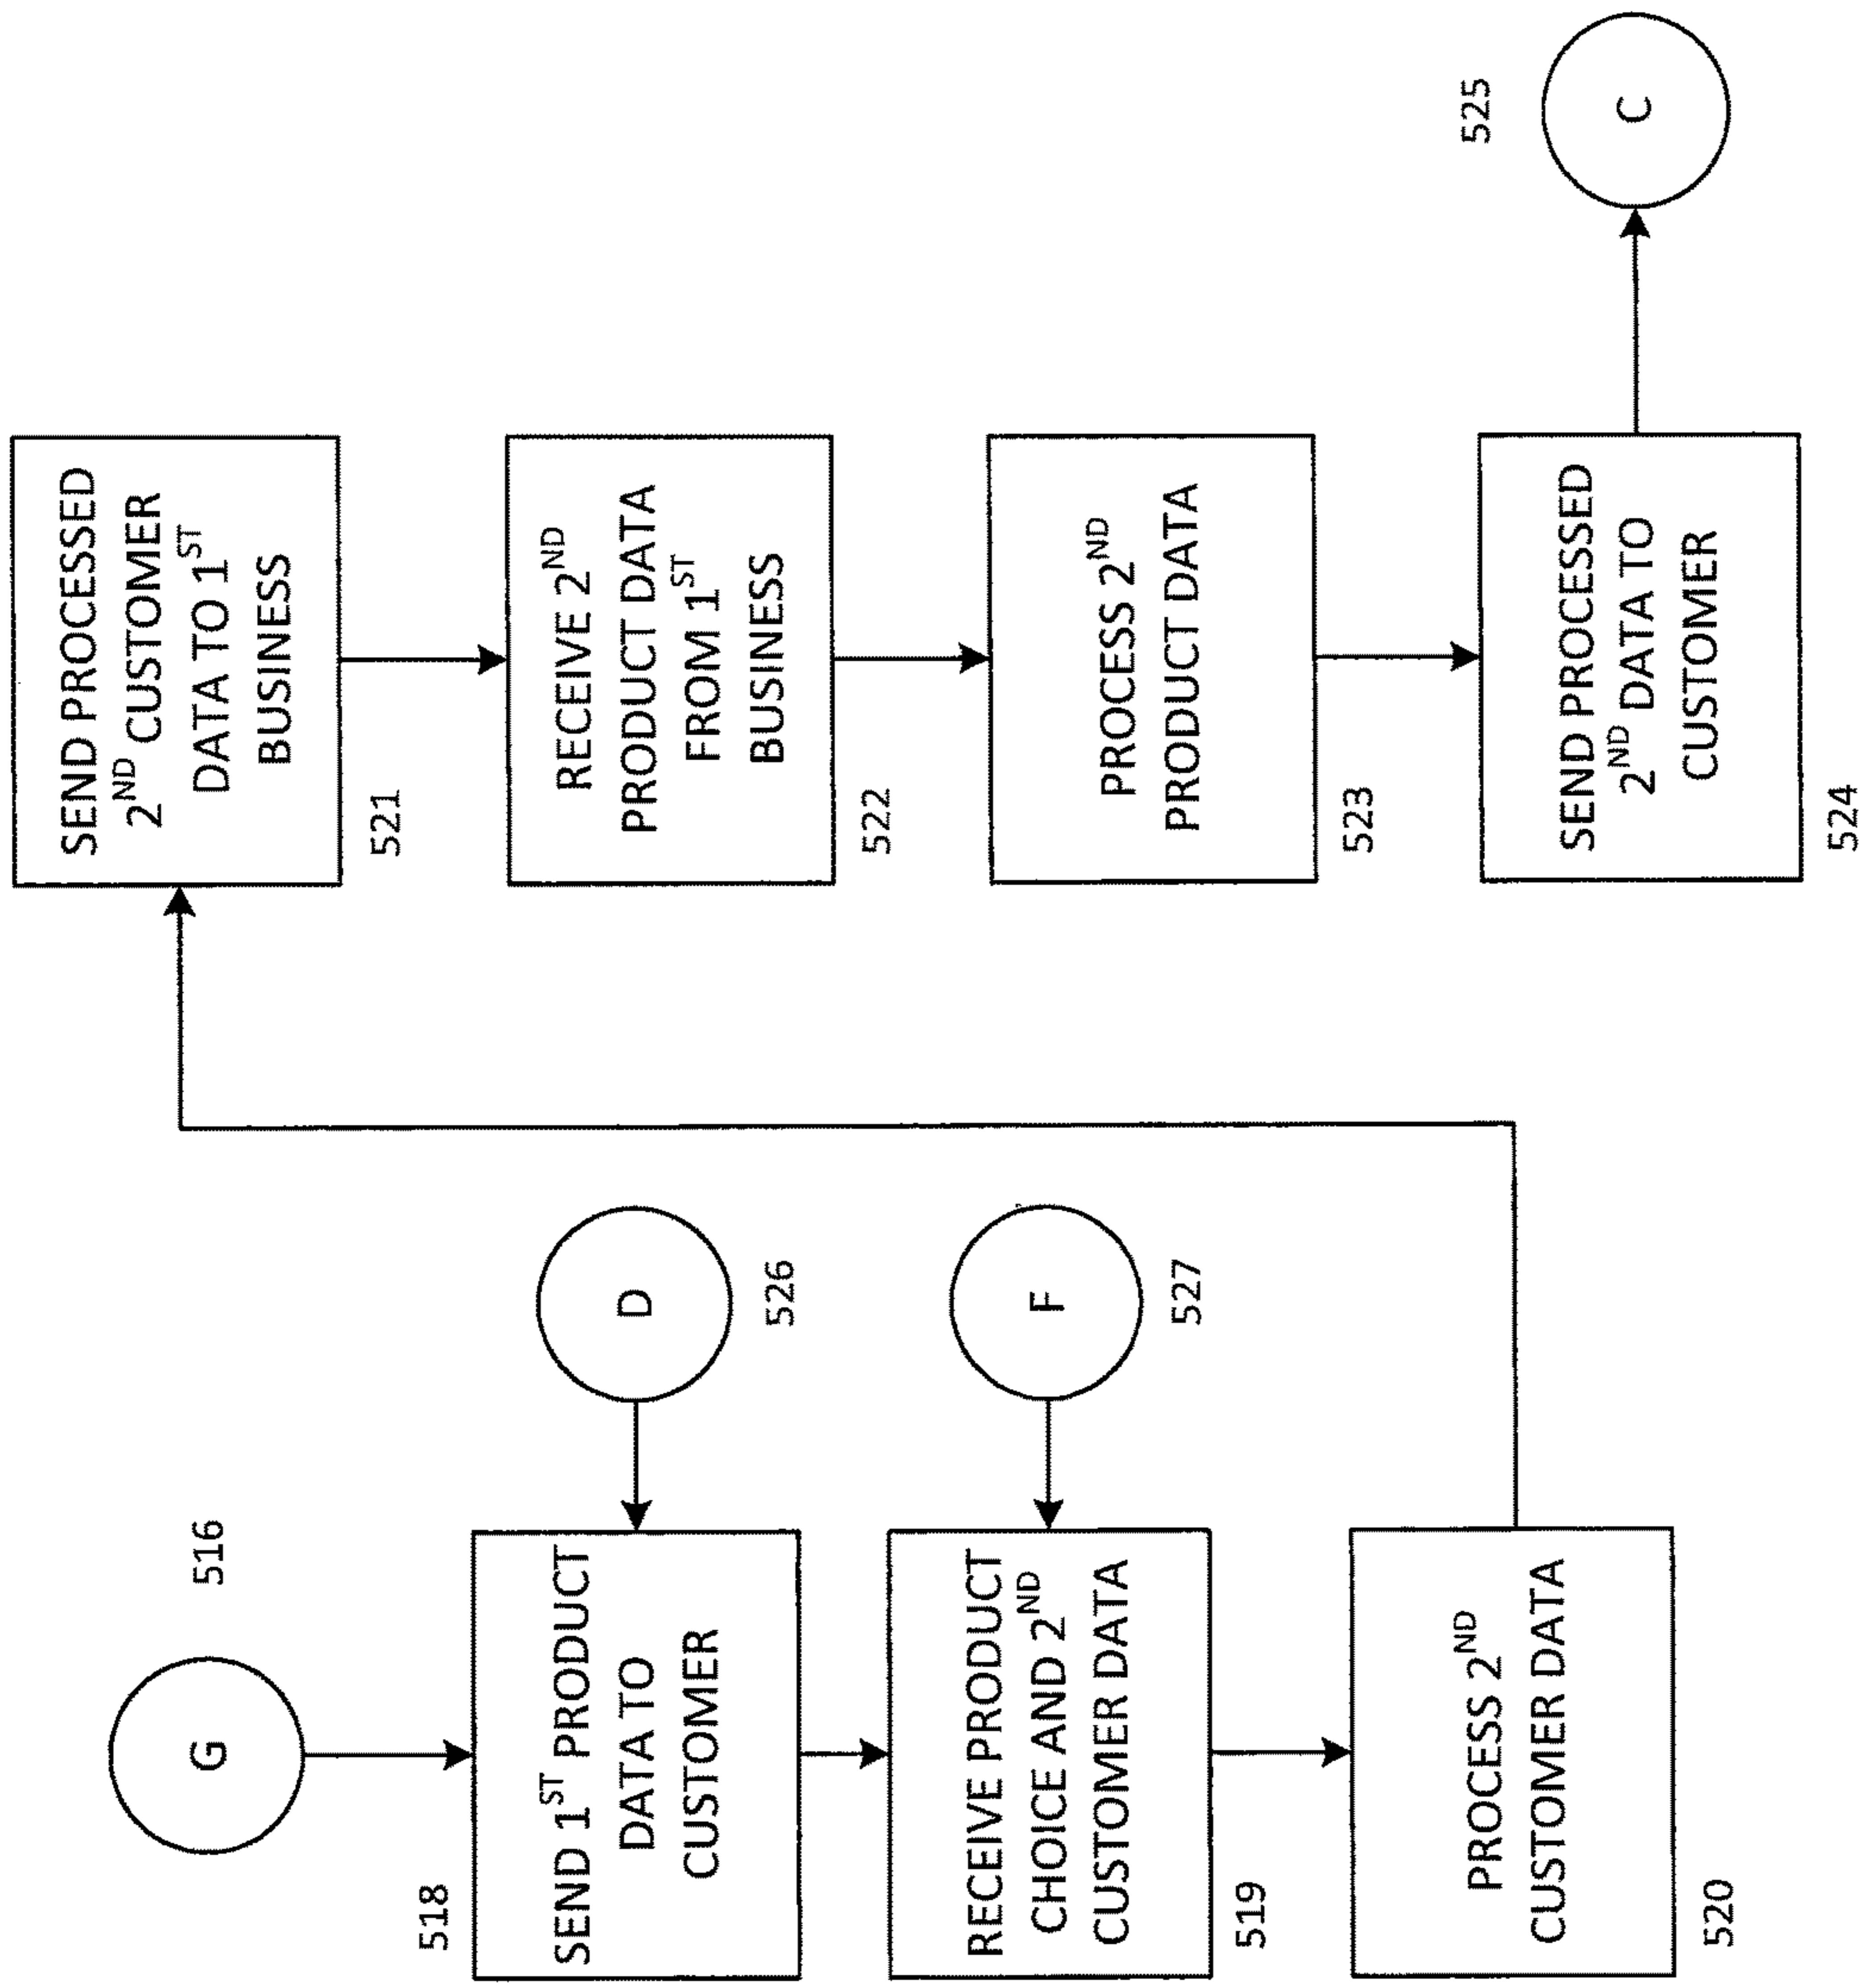 516
G
518
SEND 1ST PRODUCT
DATA TO
CUSTOMER
D
526
519
RECEIVE PRODUCT
CHOICE AND 2ND
CUSTOMER DATA
F
527
520
PROCESS 2ND
CUSTOMER DATA
SEND PROCESSED
2ND CUSTOMER
DATA TO 1ST
BUSINESS
521
RECEIVE 2ND
PRODUCT DATA
FROM 1ST
BUSINESS
522
PROCESS 2ND
PRODUCT DATA
523
SEND PROCESSED
2ND DATA TO
CUSTOMER
524
525
C